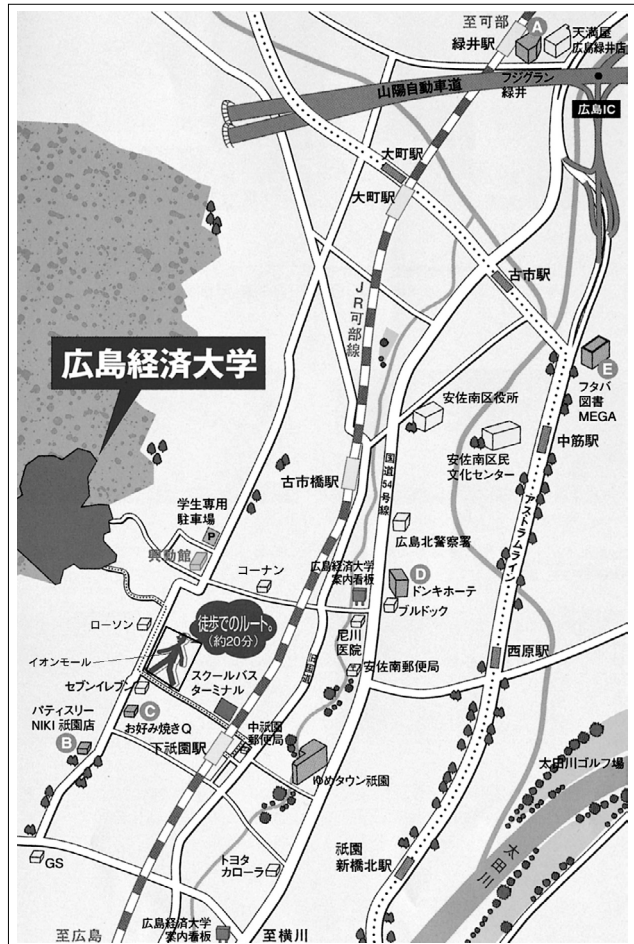 至可部
緑井駅
A
天満屋
広島緑井店
フジグラン
緑井
山陽自動車道
広島IC
大町駅
大町駅
古市駅
JR可部線
広島経済大学
E
フタバ
図書
MEGA
安佐南区役所
中筋駅
安佐南区民
文化センター
国道54号線
古市橋駅
アストラムライン
学生専用
駐車場
P
興動館
広島北警察署
コーナン
広島経済大学
案内看板
D
ドンキホーテ
ブルドック
ローソン
徒歩でのルート。
(約20分)
尼川
医院
西原駅
イオンモール
安佐南郵便局
スクールバス
ターミナル
セブンイレブン
パティスリー
NIKI 祇園店
B
C
お好み焼きQ
下祇園駅
中祇園
郵便局
ゆめタウン祇園
太田川ゴルフ場
太田川
祇園
新橋北駅
GS
トヨタ
カローラ
至広島
広島経済大学
案内看板
至横川